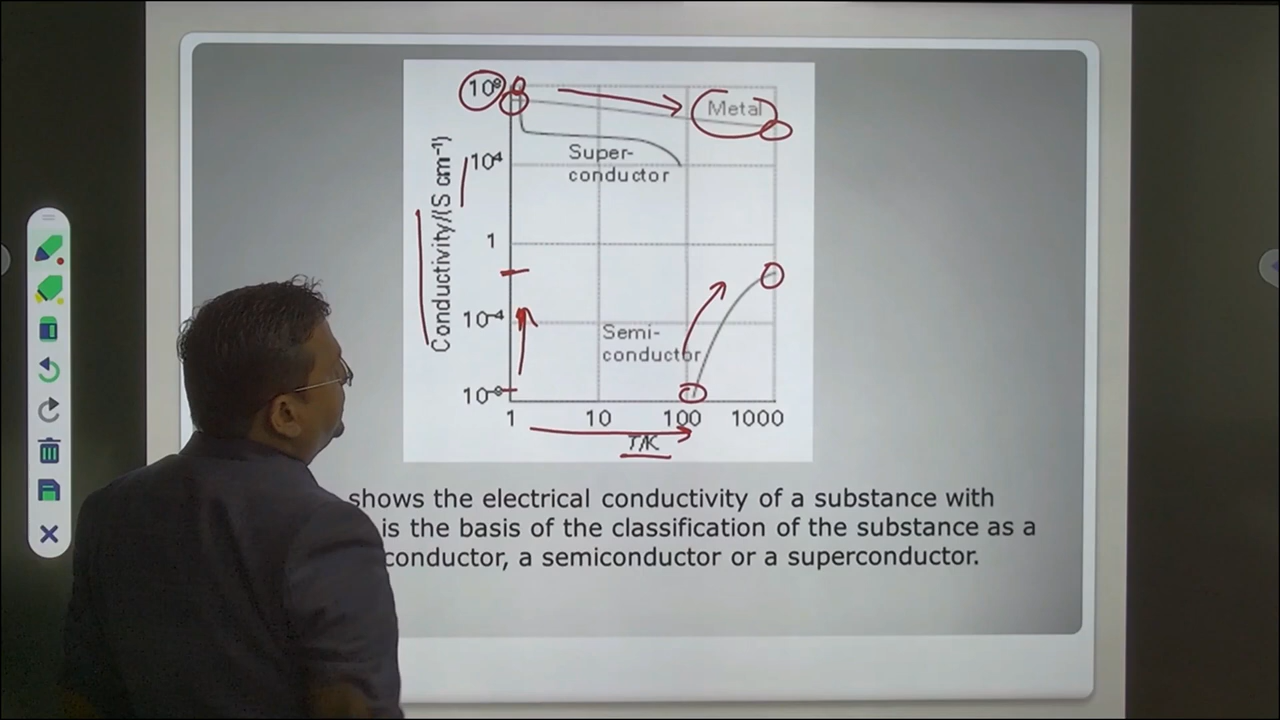 10⁸
Metal
Conductivity/(S cm⁻¹)
10⁴
Super-
conductor
1
10⁻⁴
Semi-
conductor
10⁻⁸
1 10 100 1000
T/K
shows the electrical conductivity of a substance with
is the basis of the classification of the substance as a
conductor, a semiconductor or a superconductor.